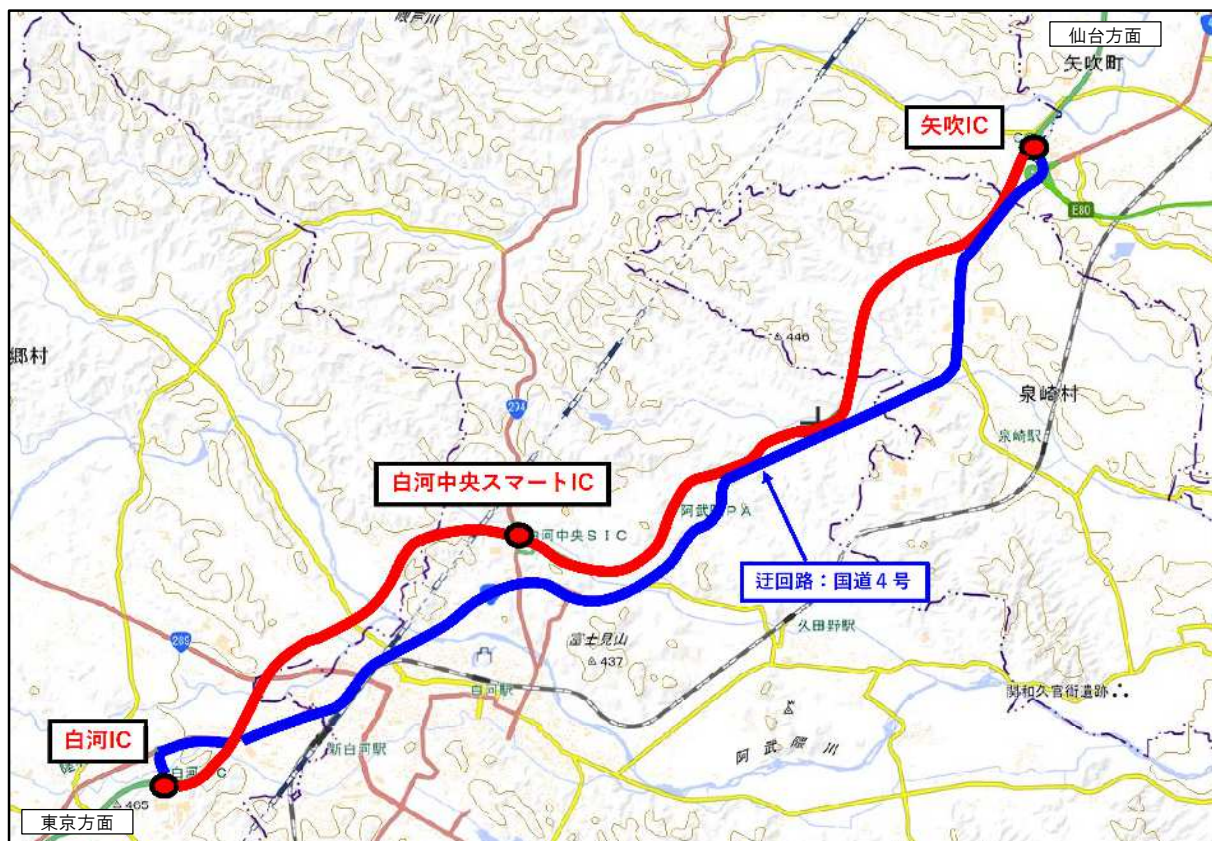 隈戸川
仙台方面
矢吹町
矢吹IC
E80
446
郷村
泉崎村
294
泉崎駅
白河中央スマートIC
阿武隈PA
白河中央SIC
迂回路：国道4号
久田野駅
富士見山
289
437
白河駅
関和久官衙遺跡
白河IC
新白河駅
阿武隈川
465
東京方面